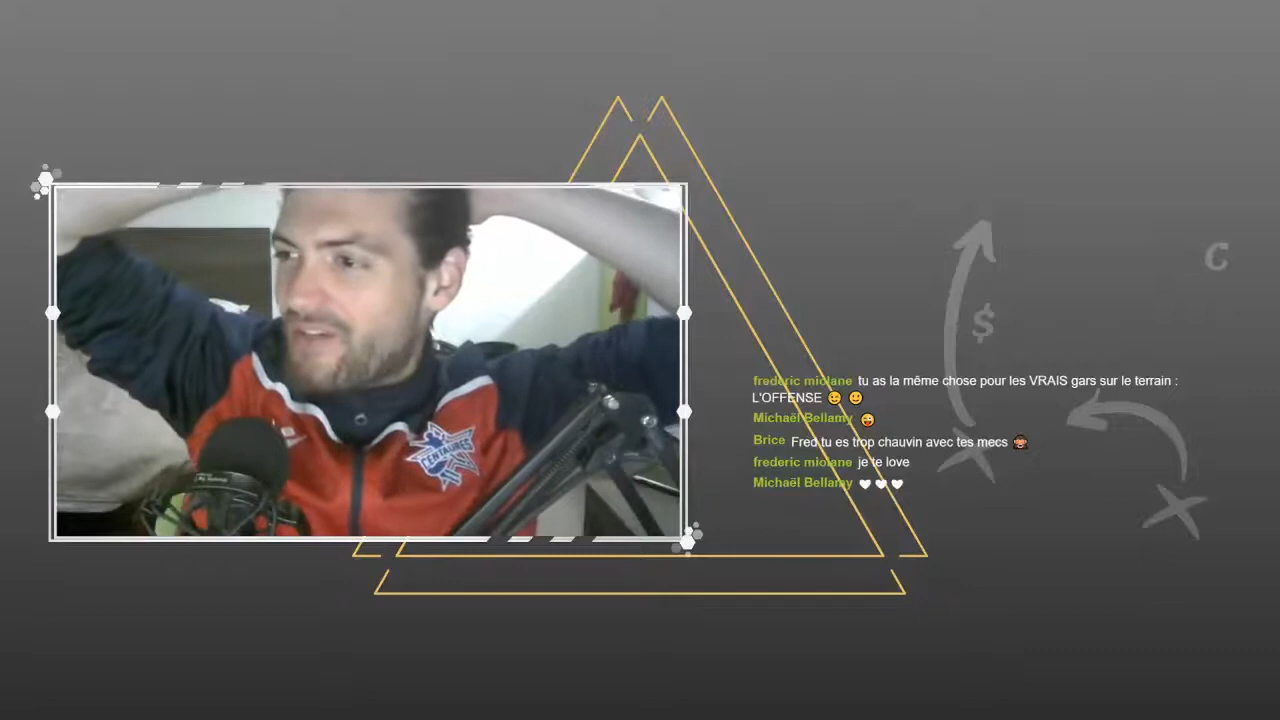 CENTAURES
$
C
frederic miolane tu as la même chose pour les VRAIS gars sur le terrain :
L'OFFENSE 😉 🙂
Michaël Bellamy 😜
Brice Fred tu es trop chauvin avec tes mecs 🙈
frederic miolane je te love
Michaël Bellamy 🤍🤍🤍